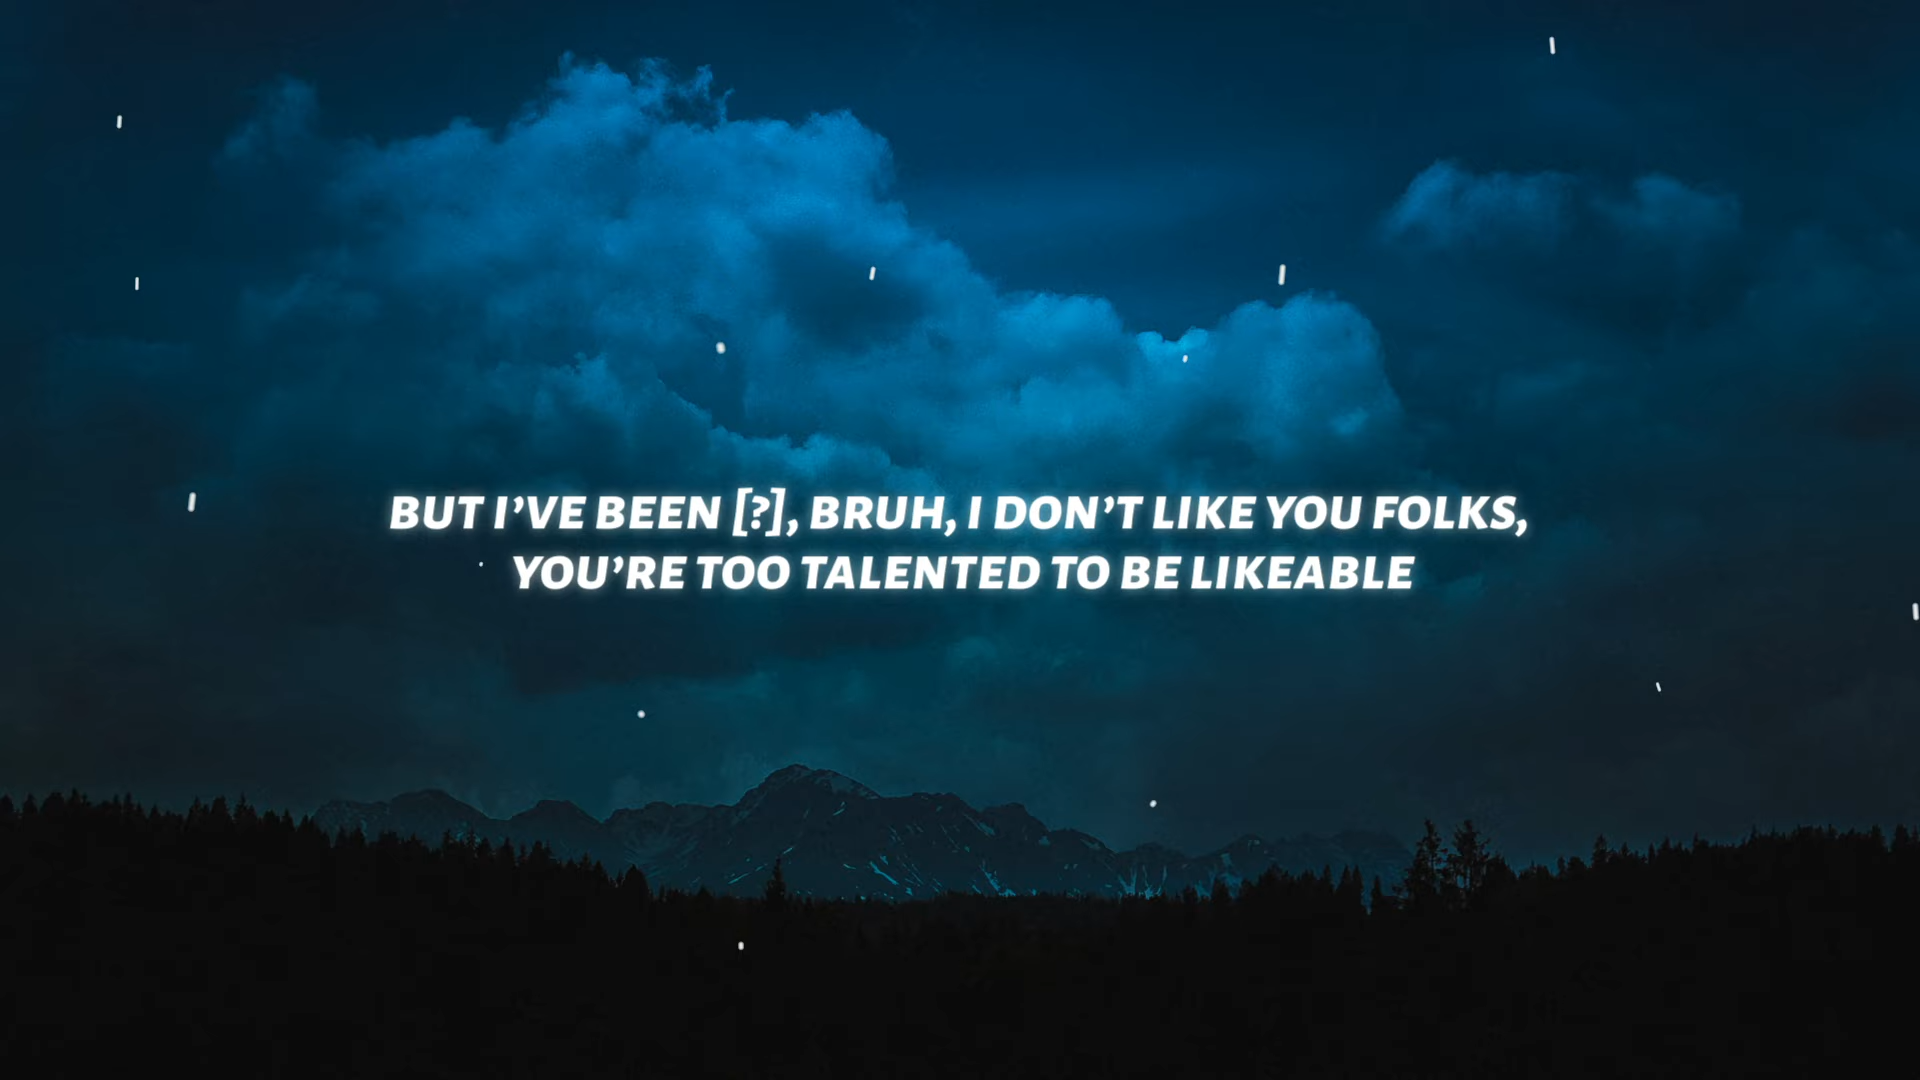 BUT I’VE BEEN [?], BRUH, I DON’T LIKE YOU FOLKS,
YOU’RE TOO TALENTED TO BE LIKEABLE